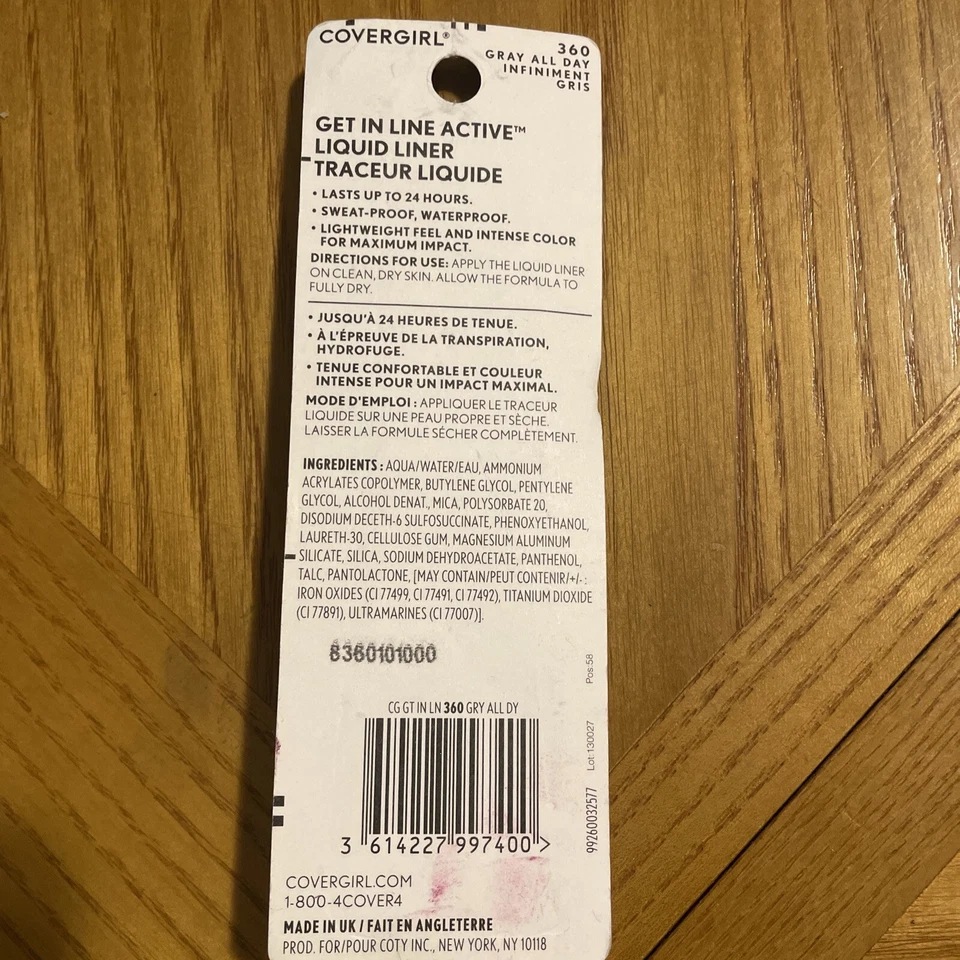 COVERGIRL®
360
GRAY ALL DAY
INFINIMENT
GRIS
GET IN LINE ACTIVE™
LIQUID LINER
TRACEUR LIQUIDE
• LASTS UP TO 24 HOURS.
• SWEAT-PROOF, WATERPROOF.
• LIGHTWEIGHT FEEL AND INTENSE COLOR
FOR MAXIMUM IMPACT.
DIRECTIONS FOR USE: APPLY THE LIQUID LINER
ON CLEAN, DRY SKIN. ALLOW THE FORMULA TO
FULLY DRY.
• JUSQU'À 24 HEURES DE TENUE.
• À L'ÉPREUVE DE LA TRANSPIRATION,
HYDROFUGE.
• TENUE CONFORTABLE ET COULEUR
INTENSE POUR UN IMPACT MAXIMAL.
MODE D'EMPLOI : APPLIQUER LE TRACEUR
LIQUIDE SUR UNE PEAU PROPRE ET SÈCHE.
LAISSER LA FORMULE SÉCHER COMPLÈTEMENT.
INGREDIENTS : AQUA/WATER/EAU, AMMONIUM
ACRYLATES COPOLYMER, BUTYLENE GLYCOL, PENTYLENE
GLYCOL, ALCOHOL DENAT., MICA, POLYSORBATE 20,
DISODIUM DECETH-6 SULFOSUCCINATE, PHENOXYETHANOL,
LAURETH-30, CELLULOSE GUM, MAGNESIUM ALUMINUM
SILICATE, SILICA, SODIUM DEHYDROACETATE, PANTHENOL,
TALC, PANTOLACTONE, [MAY CONTAIN/PEUT CONTENIR/+/- :
IRON OXIDES (CI 77499, CI 77491, CI 77492), TITANIUM DIOXIDE
(CI 77891), ULTRAMARINES (CI 77007)].
8360101000
Pos:58
Lot:130027
99260032577
CG GT IN LN 360 GRY ALL DY
3 614227 997400 >
COVERGIRL.COM
1-800-4COVER4
MADE IN UK / FAIT EN ANGLETERRE
PROD. FOR/POUR COTY INC., NEW YORK, NY 10118